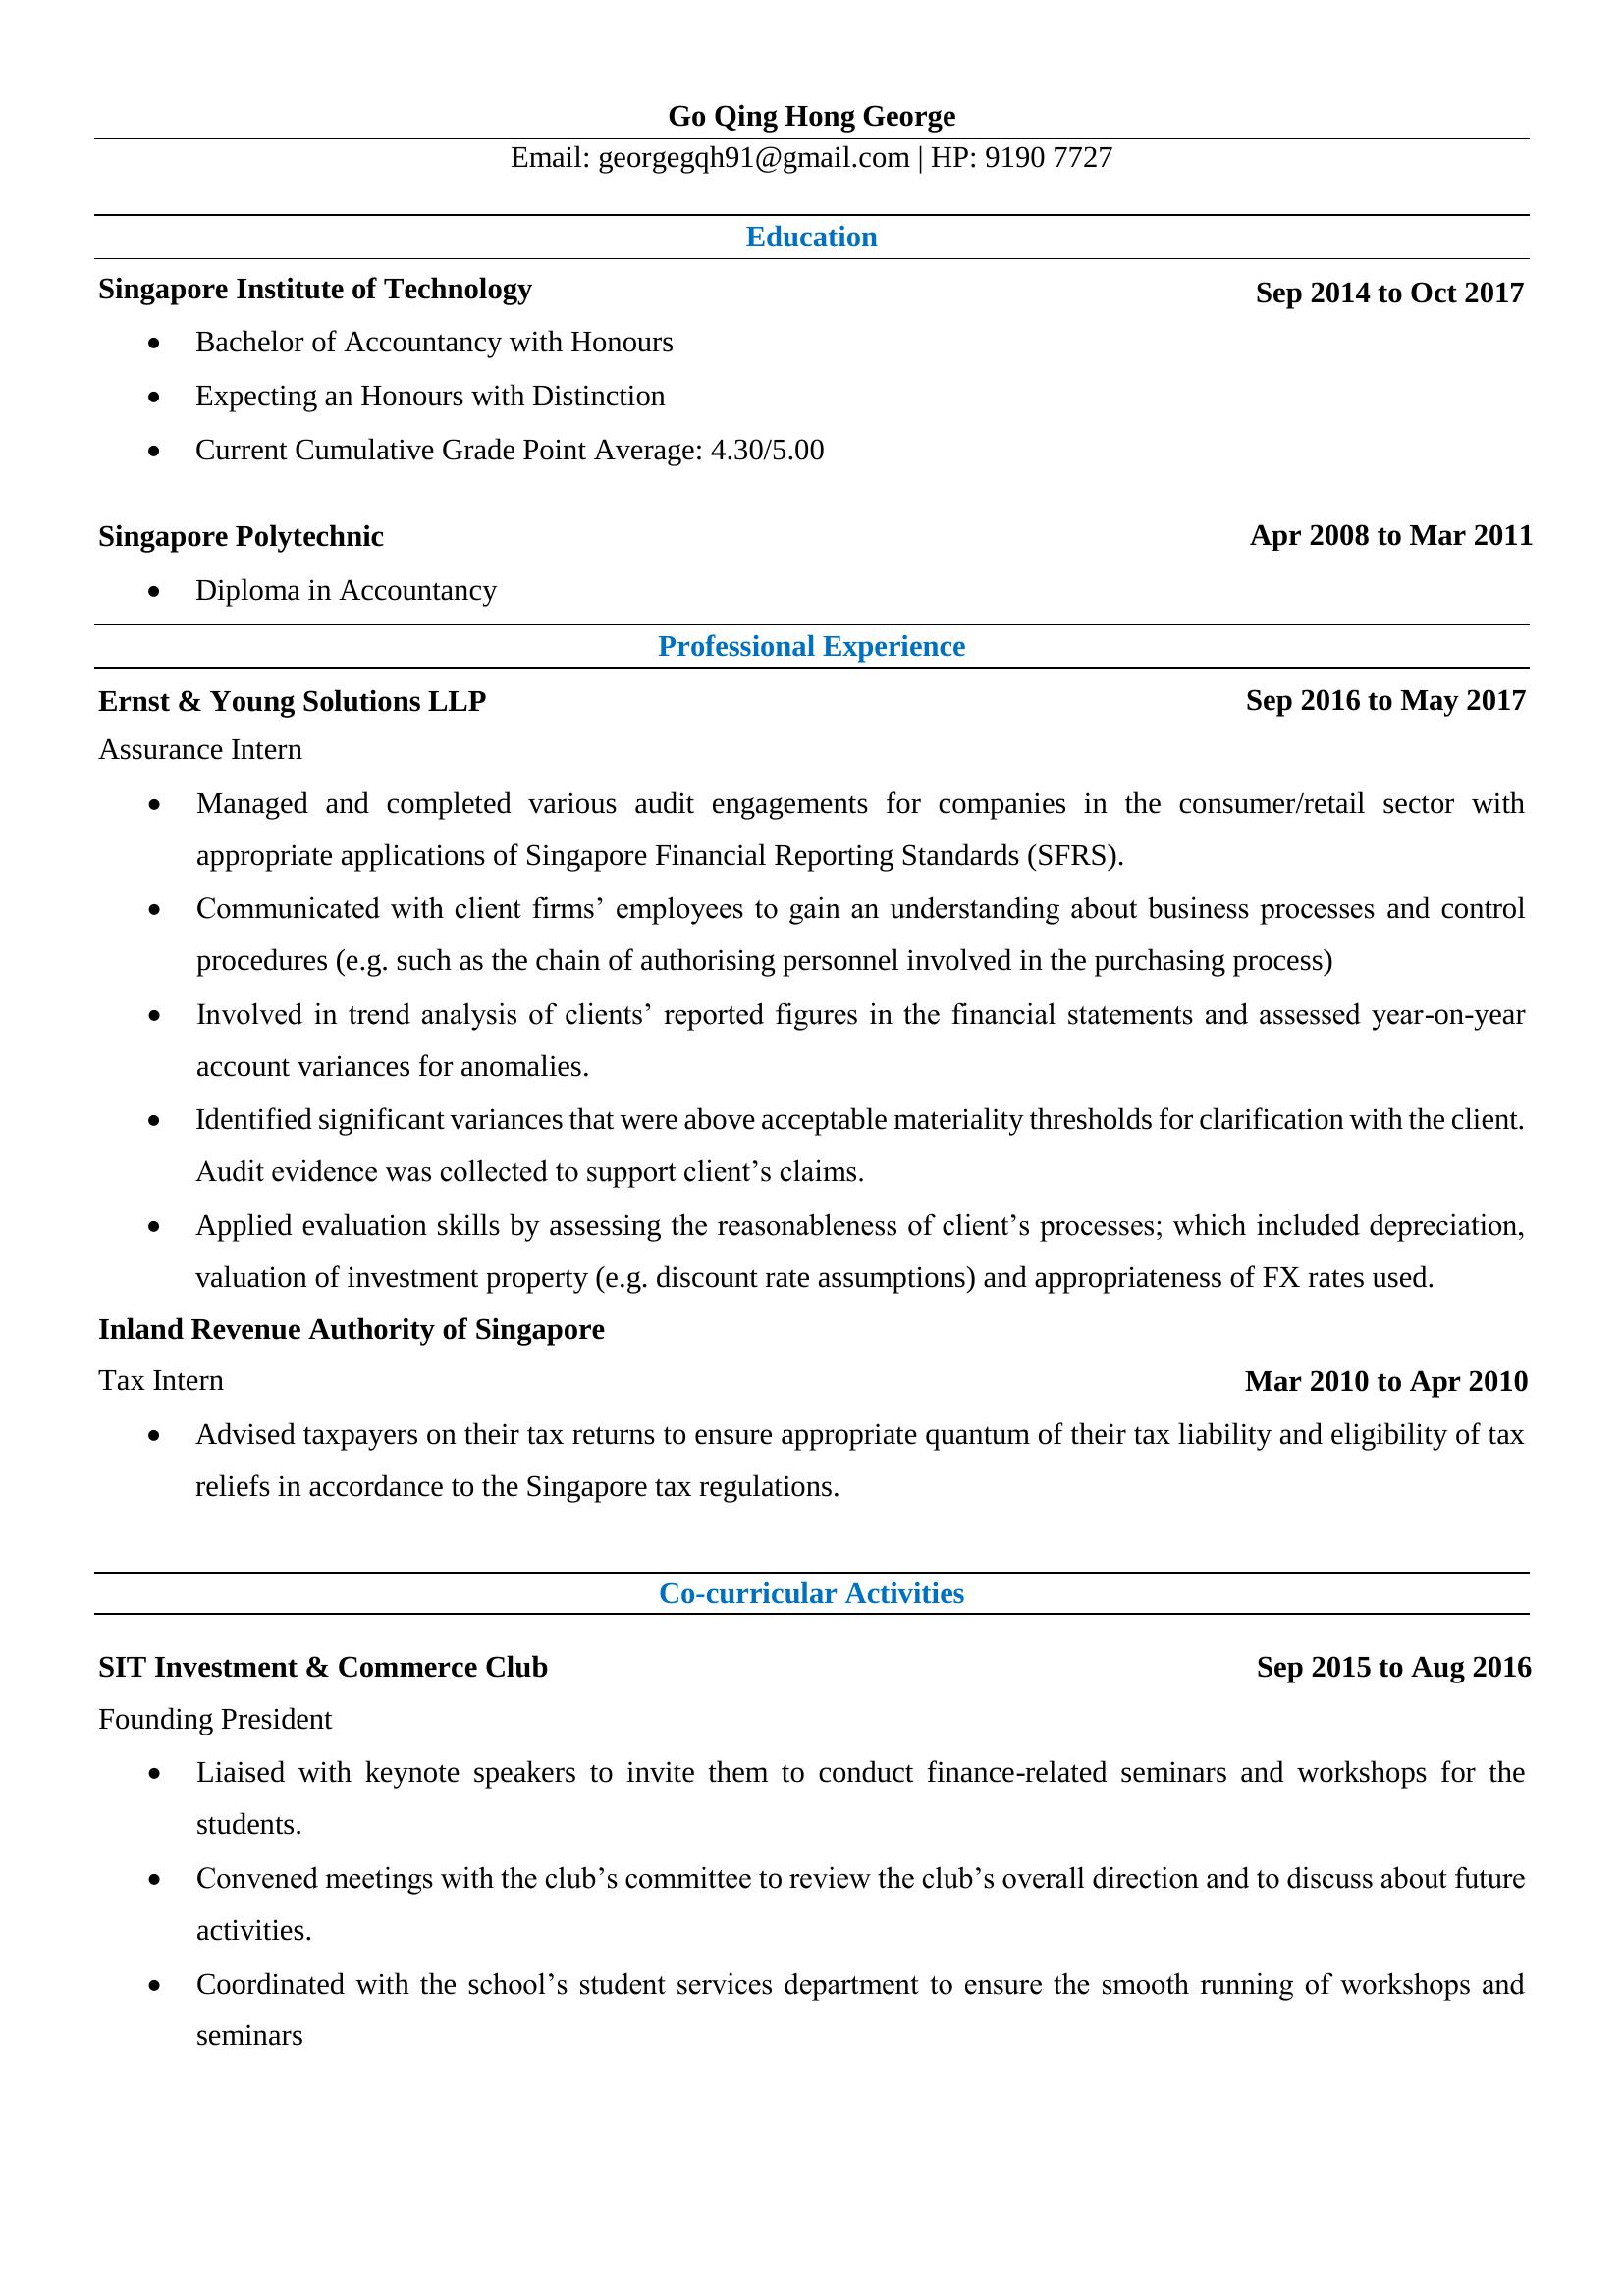 Go Qing Hong George
Email: georgegqh91@gmail.com | HP: 9190 7727
Education
Singapore Institute of Technology Sep 2014 to Oct 2017
• Bachelor of Accountancy with Honours
• Expecting an Honours with Distinction
• Current Cumulative Grade Point Average: 4.30/5.00
Singapore Polytechnic Apr 2008 to Mar 2011
• Diploma in Accountancy
Professional Experience
Ernst & Young Solutions LLP Sep 2016 to May 2017
Assurance Intern
• Managed and completed various audit engagements for companies in the consumer/retail sector with
appropriate applications of Singapore Financial Reporting Standards (SFRS).
• Communicated with client firms’ employees to gain an understanding about business processes and control
procedures (e.g. such as the chain of authorising personnel involved in the purchasing process)
• Involved in trend analysis of clients’ reported figures in the financial statements and assessed year-on-year
account variances for anomalies.
• Identified significant variances that were above acceptable materiality thresholds for clarification with the client.
Audit evidence was collected to support client’s claims.
• Applied evaluation skills by assessing the reasonableness of client’s processes; which included depreciation,
valuation of investment property (e.g. discount rate assumptions) and appropriateness of FX rates used.
Inland Revenue Authority of Singapore
Tax Intern Mar 2010 to Apr 2010
• Advised taxpayers on their tax returns to ensure appropriate quantum of their tax liability and eligibility of tax
reliefs in accordance to the Singapore tax regulations.
Co-curricular Activities
SIT Investment & Commerce Club Sep 2015 to Aug 2016
Founding President
• Liaised with keynote speakers to invite them to conduct finance-related seminars and workshops for the
students.
• Convened meetings with the club’s committee to review the club’s overall direction and to discuss about future
activities.
• Coordinated with the school’s student services department to ensure the smooth running of workshops and
seminars